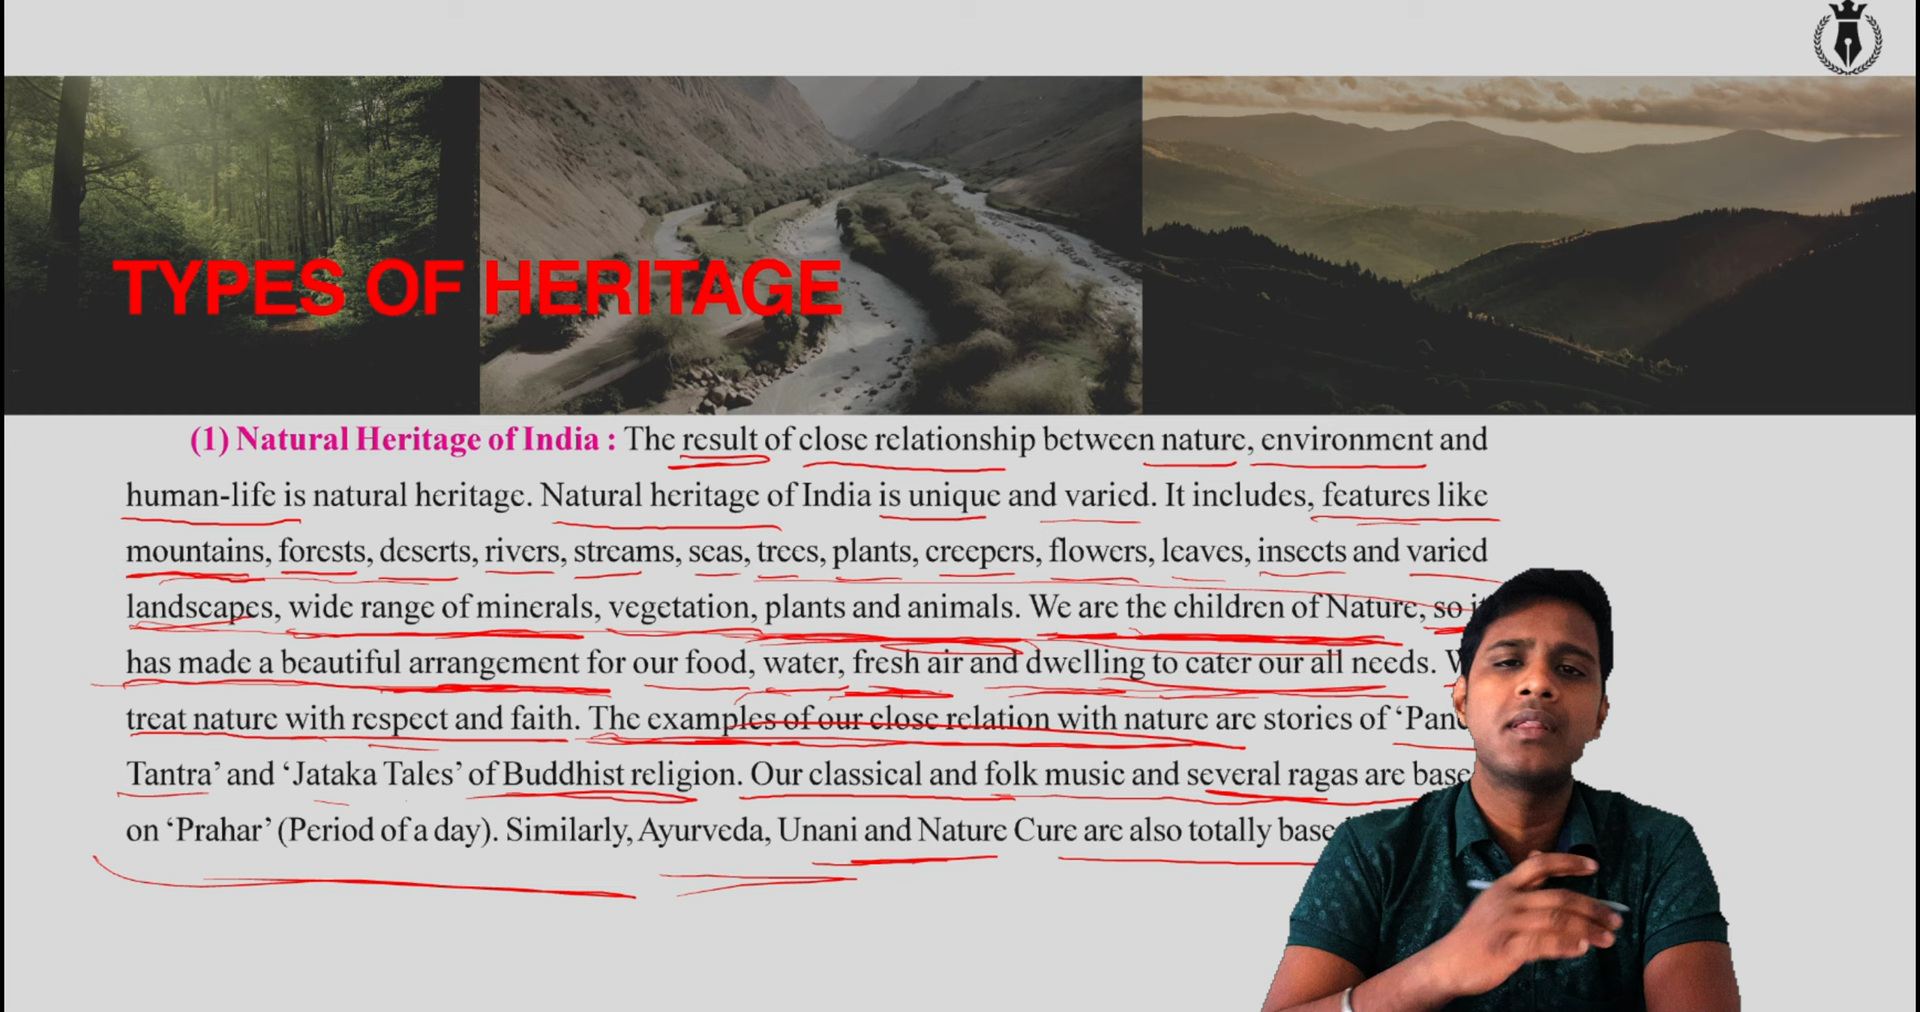 TYPES OF HERITAGE
(1) Natural Heritage of India : The result of close relationship between nature, environment and
human-life is natural heritage. Natural heritage of India is unique and varied. It includes, features like
mountains, forests, deserts, rivers, streams, seas, trees, plants, creepers, flowers, leaves, insects and varied
landscapes, wide range of minerals, vegetation, plants and animals. We are the children of Nature, so
has made a beautiful arrangement for our food, water, fresh air and dwelling to cater our all needs.
treat nature with respect and faith. The examples of our close relation with nature are stories of
Tantra’ and ‘Jataka Tales’ of Buddhist religion. Our classical and folk music and several ragas are
on ‘Prahar’ (Period of a day). Similarly, Ayurveda, Unani and Nature Cure are also totally